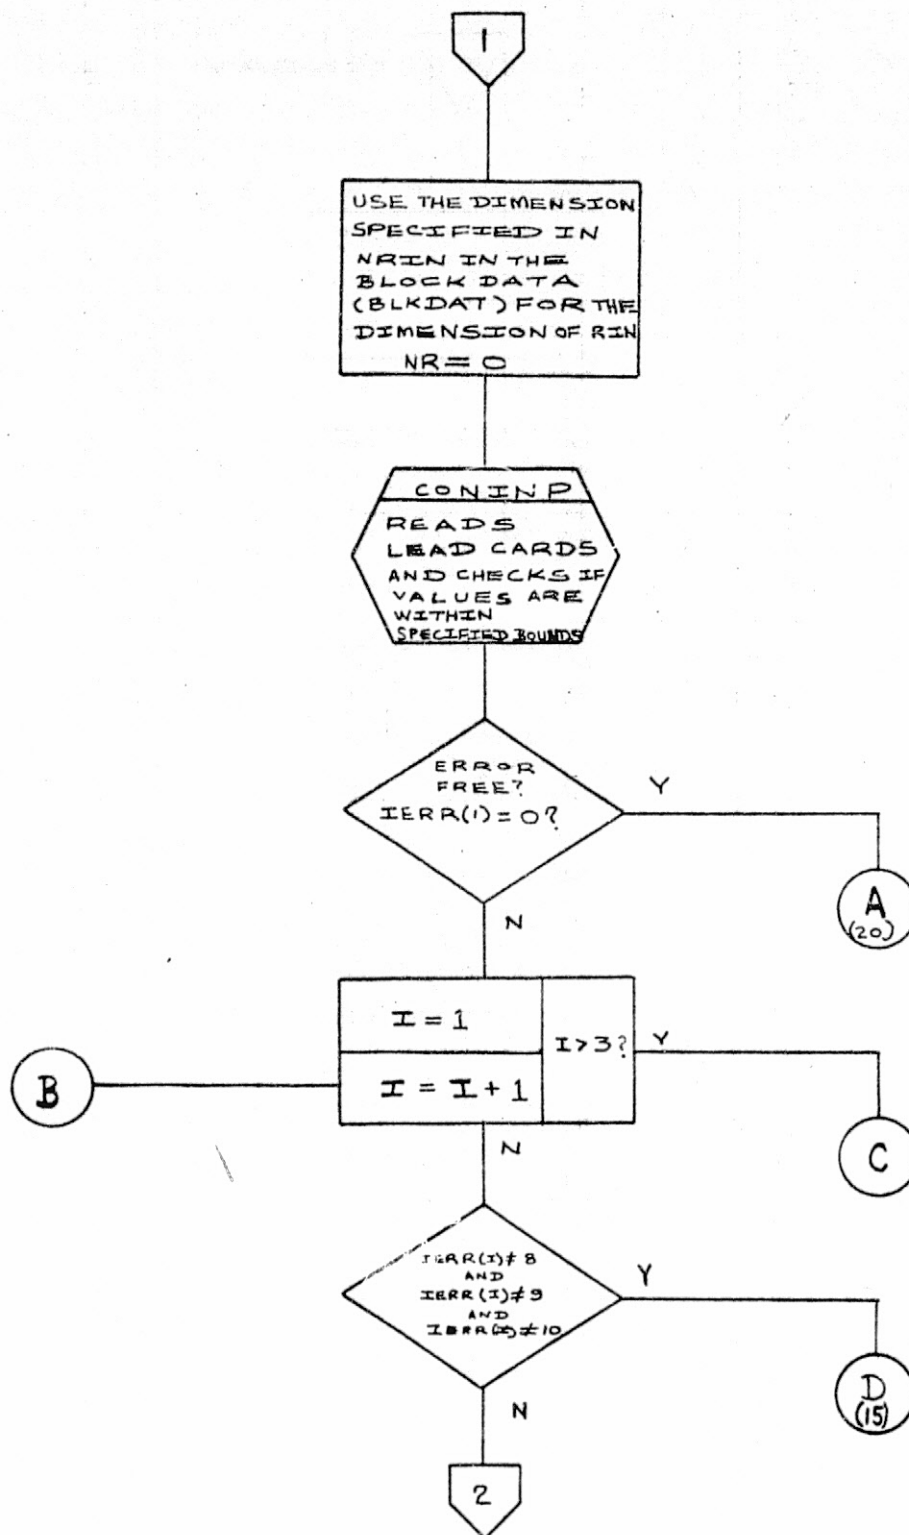 1
USE THE DIMENSION
SPECIFIED IN
NRIN IN THE
BLOCK DATA
(BLKDAT) FOR THE
DIMENSION OF RIN
NR = 0
CONINP
READS
LEAD CARDS
AND CHECKS IF
VALUES ARE
WITHIN
SPECIFIED BOUNDS
ERROR
FREE?
IERR(1) = 0?
Y
A
(20)
N
I = 1
I > 3?
Y
B
I = I + 1
C
N
IERR(I) ≠ 8
AND
IERR(I) ≠ 9
AND
IERR(I) ≠ 10
Y
D
(15)
N
2